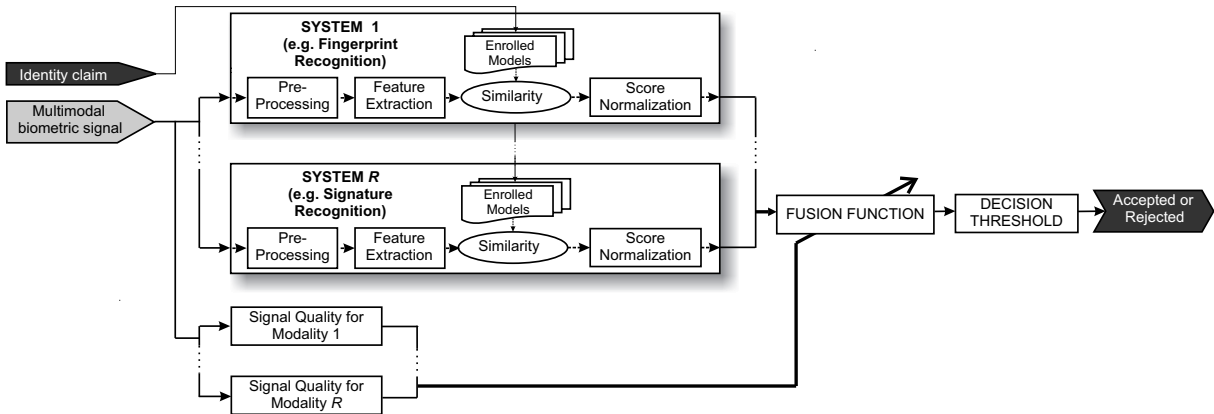 Identity claim
Multimodal
biometric signal
SYSTEM 1
(e.g. Fingerprint
Recognition)
Enrolled
Models
Pre-
Processing
Feature
Extraction
Similarity
Score
Normalization
SYSTEM R
(e.g. Signature
Recognition)
Enrolled
Models
Pre-
Processing
Feature
Extraction
Similarity
Score
Normalization
Signal Quality for
Modality 1
Signal Quality for
Modality R
FUSION FUNCTION
DECISION
THRESHOLD
Accepted or
Rejected